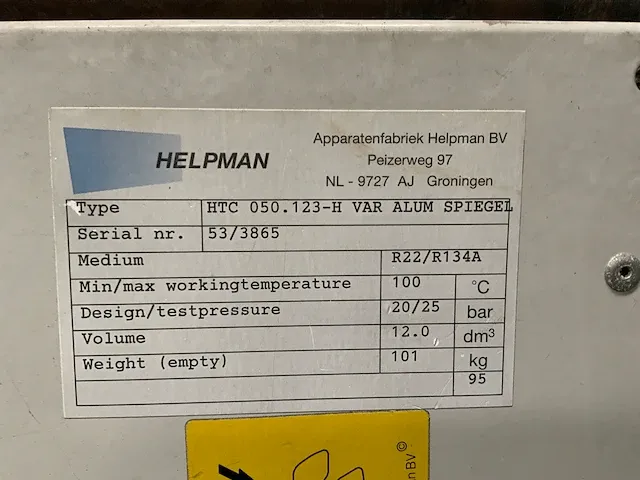 HELPMAN
Apparatenfabriek Helpman BV
Peizerweg 97
NL - 9727 AJ Groningen
Type HTC 050.123-H VAR ALUM SPIEGEL
Serial nr. 53/3865
Medium R22/R134A
Min/max workingtemperature 100 °C
Design/testpressure 20/25 bar
Volume 12.0 dm³
Weight (empty) 101 kg
95
BV ©